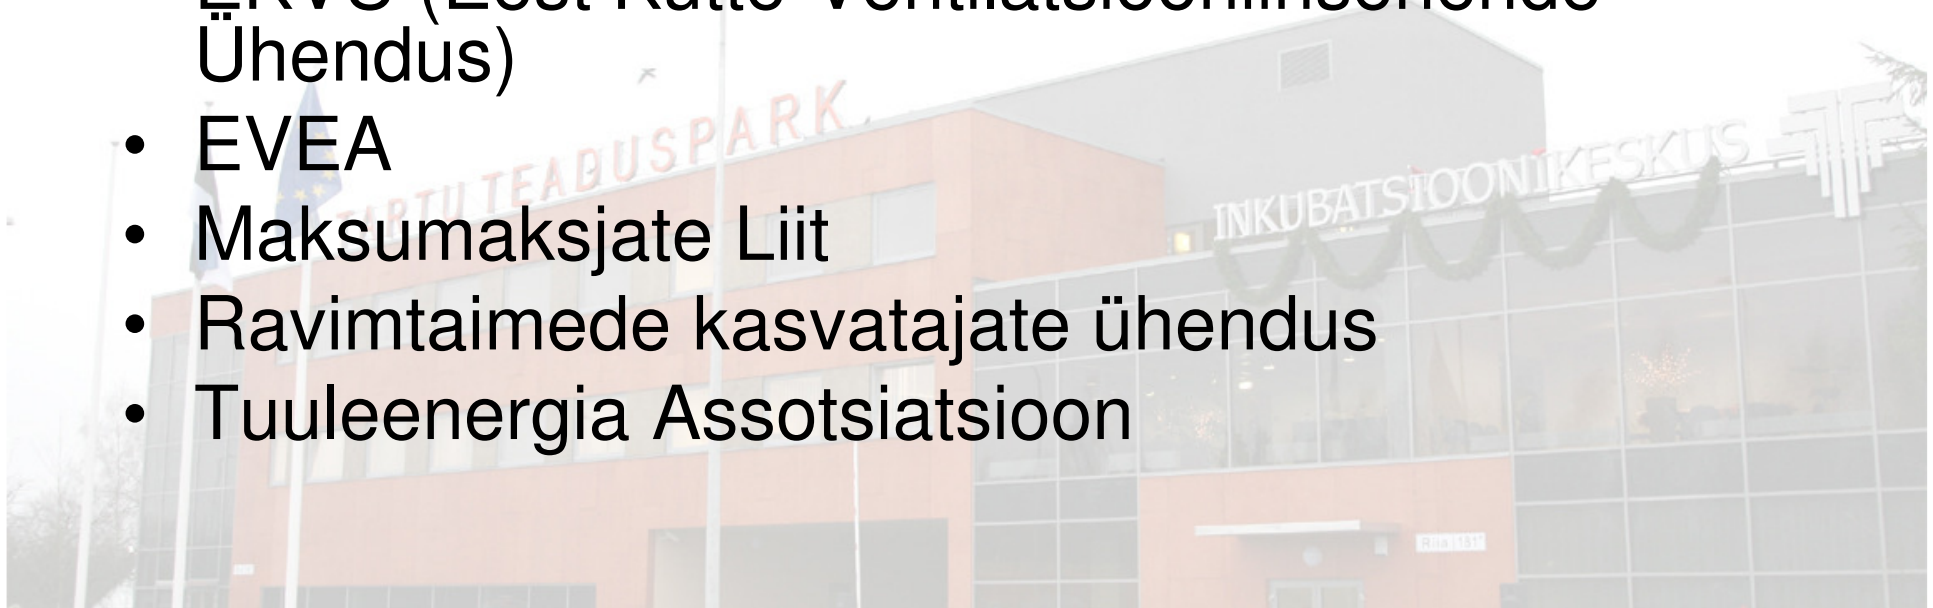 Ühendus)
• EVEA
• Maksumaksjate Liit
• Ravimtaimede kasvatajate ühendus
• Tuuleenergia Assotsiatsioon
TARTU TEADUSPARK
INKUBATSIOONIKESKUS